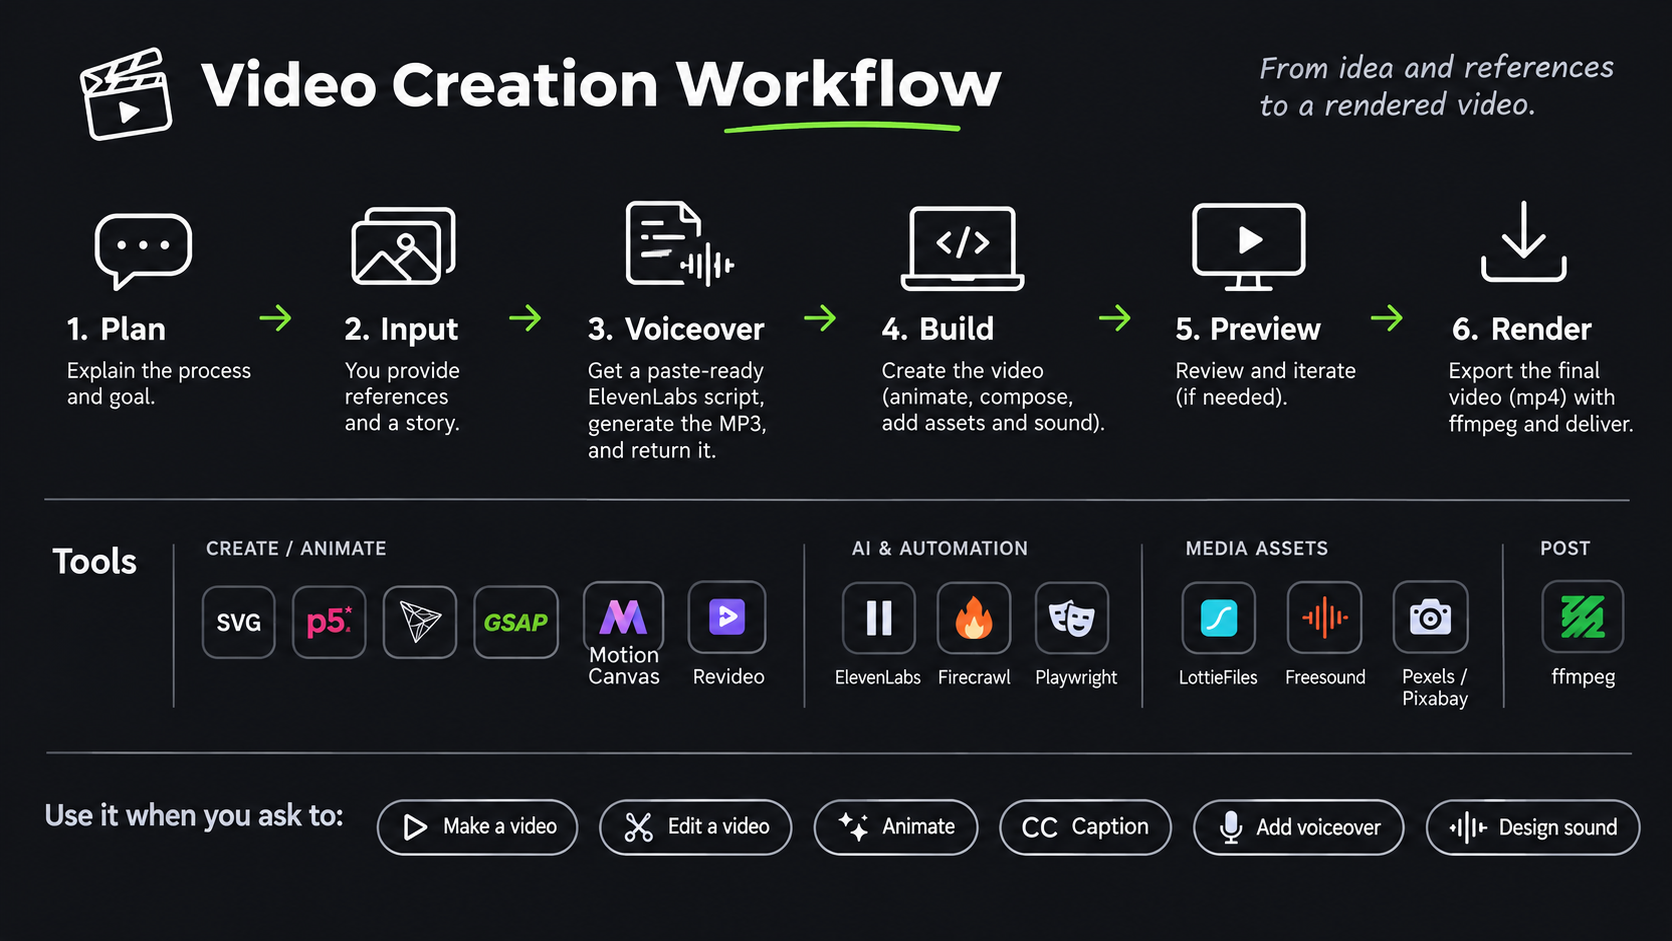 Video Creation Workflow
From idea and references
to a rendered video.
1. Plan
Explain the process
and goal.
2. Input
You provide
references
and a story.
3. Voiceover
Get a paste-ready
ElevenLabs script,
generate the MP3,
and return it.
4. Build
Create the video
(animate, compose,
add assets and sound).
5. Preview
Review and iterate
(if needed).
6. Render
Export the final
video (mp4) with
ffmpeg and deliver.
Tools
CREATE / ANIMATE
SVG
p5*
GSAP
Motion
Canvas
Revideo
AI & AUTOMATION
ElevenLabs
Firecrawl
Playwright
MEDIA ASSETS
LottieFiles
Freesound
Pexels /
Pixabay
POST
ffmpeg
Use it when you ask to:
Make a video
Edit a video
Animate
CC Caption
Add voiceover
Design sound